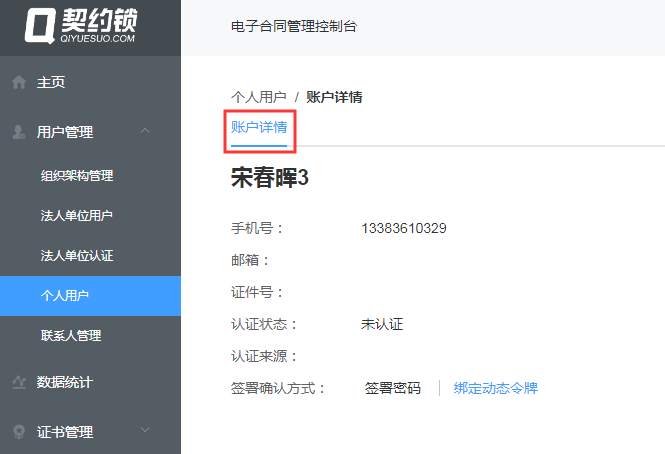 契约锁
QIYUESUO.COM
电子合同管理控制台
主页
用户管理
组织架构管理
法人单位用户
法人单位认证
个人用户
联系人管理
数据统计
证书管理
个人用户 / 账户详情
账户详情
宋春晖3
手机号： 13383610329
邮箱：
证件号：
认证状态： 未认证
认证来源：
签署确认方式： 签署密码 绑定动态令牌